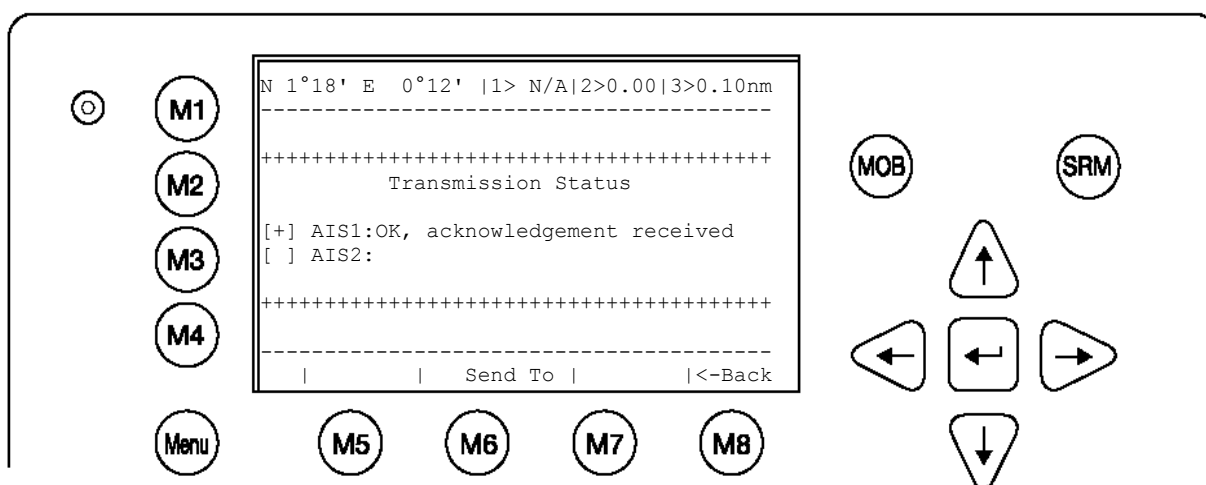 N 1°18' E  0°12' |1> N/A|2>0.00|3>0.10nm
----------------------------------------
++++++++++++++++++++++++++++++++++++++++
Transmission Status
[+] AIS1:OK, acknowledgement received
[ ] AIS2:
++++++++++++++++++++++++++++++++++++++++
----------------------------------------
|        |   Send To |        |<-Back
M1
M2
M3
M4
Menu
M5
M6
M7
M8
MOB
SRM